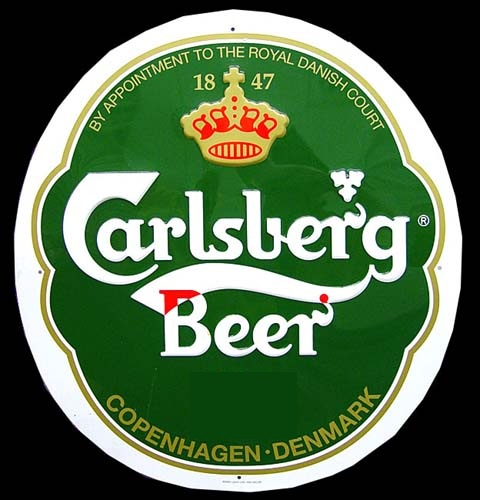 BY APPOINTMENT TO THE ROYAL DANISH COURT
18 47
Carlsberg®
Beer
COPENHAGEN · DENMARK